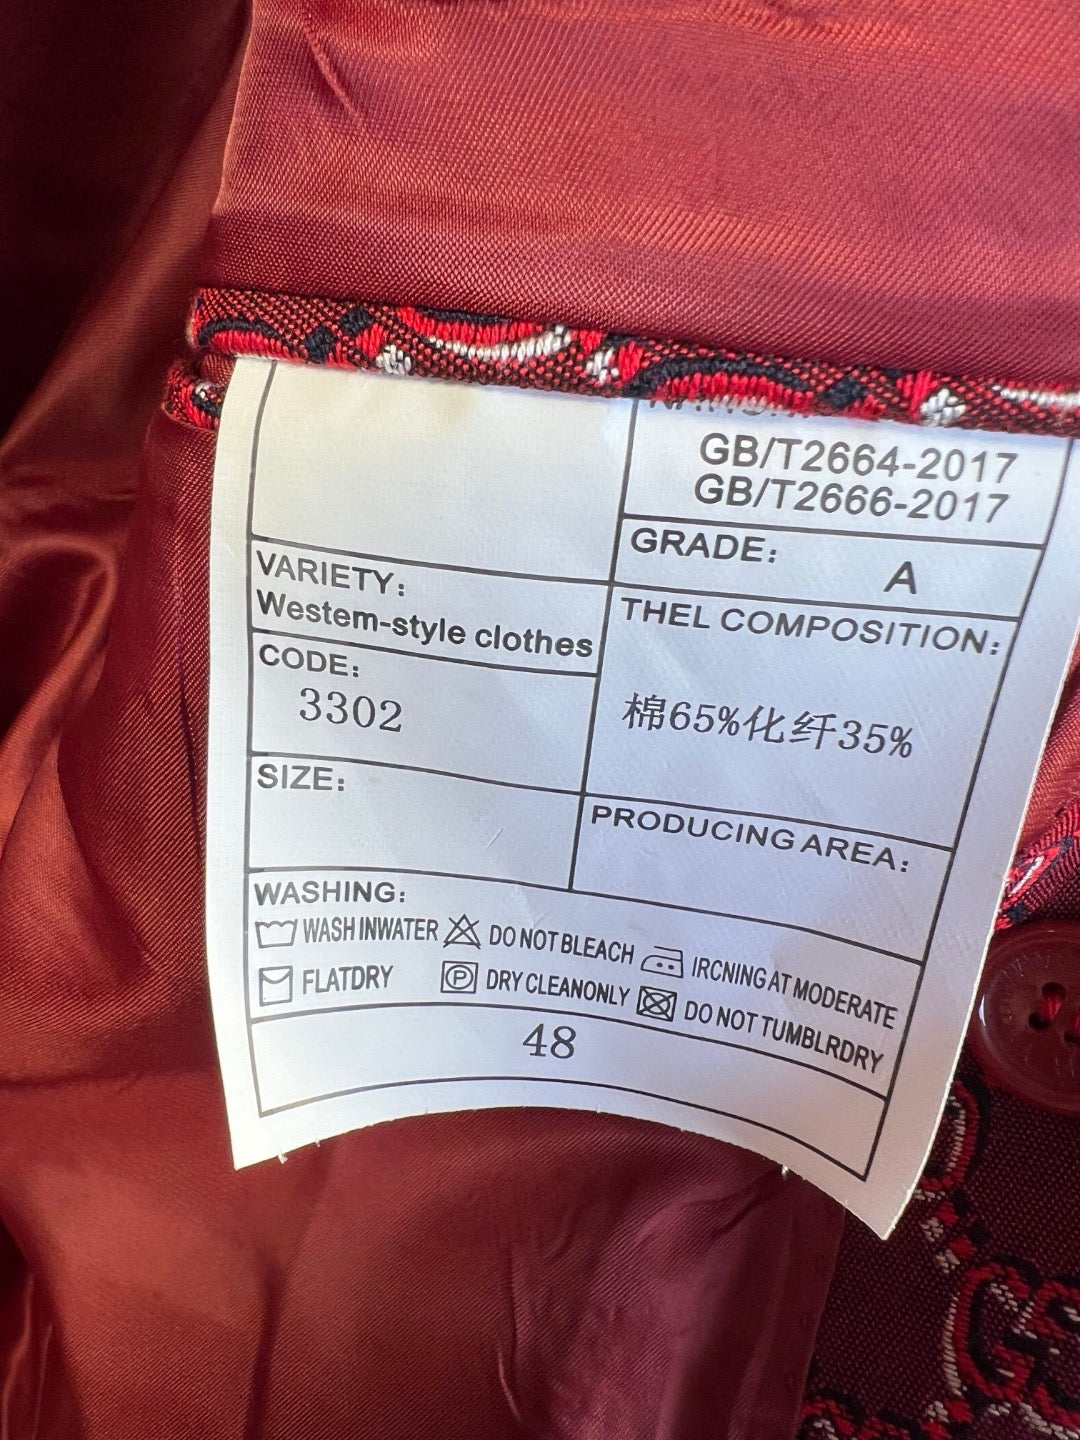 GB/T2664-2017
GB/T2666-2017
GRADE: A
VARIETY:
Westem-style clothes
THEL COMPOSITION:
棉65%化纤35%
CODE:
3302
SIZE:
PRODUCING AREA:
WASHING:
WASH INWATER DO NOT BLEACH IRCNING AT MODERATE
FLATDRY P DRY CLEANONLY DO NOT TUMBLRDRY
48